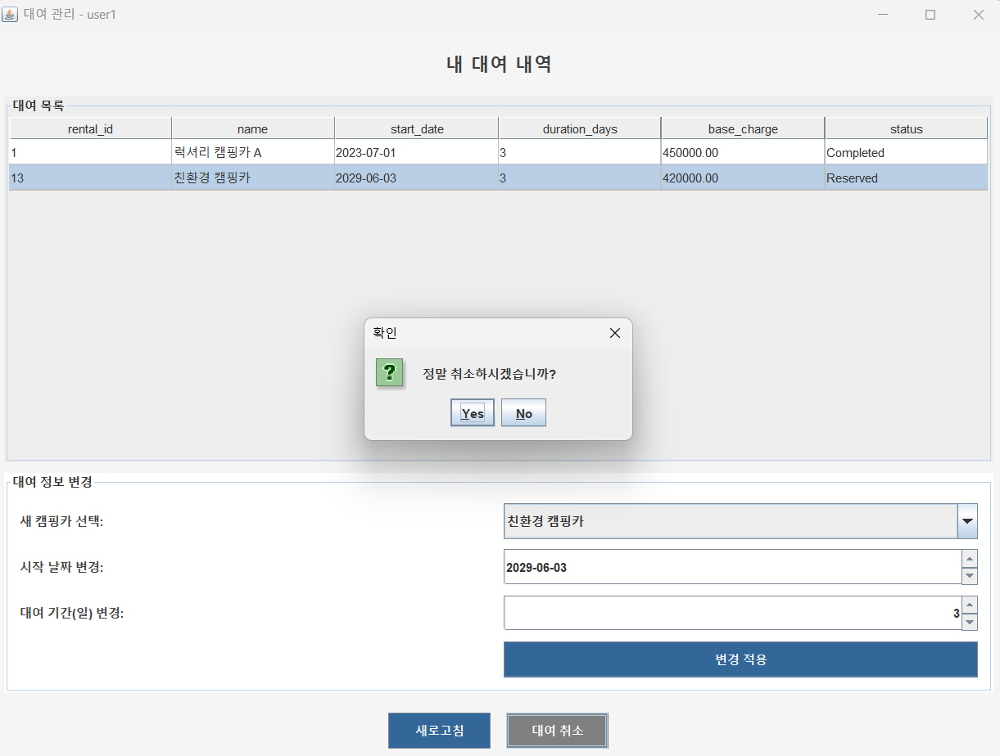 대여 관리 - user1
내 대여 내역
대여 목록
rental_id name start_date duration_days base_charge status
1 럭셔리 캠핑카 A 2023-07-01 3 450000.00 Completed
13 친환경 캠핑카 2029-06-03 3 420000.00 Reserved
확인
?
정말 취소하시겠습니까?
Yes No
대여 정보 변경
새 캠핑카 선택: 친환경 캠핑카
시작 날짜 변경: 2029-06-03
대여 기간(일) 변경: 3
변경 적용
새로고침 대여 취소